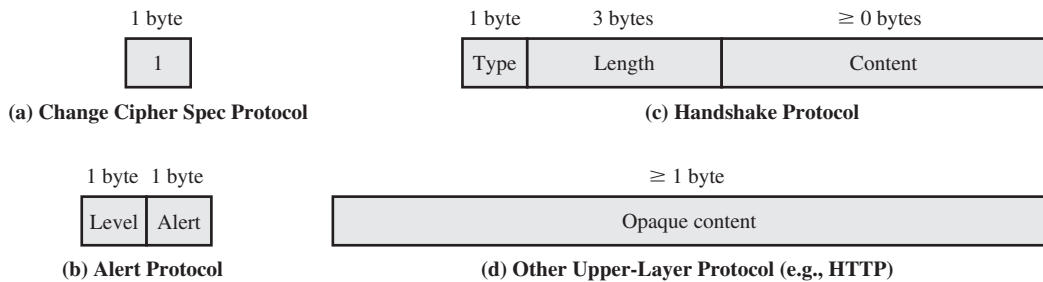 1 byte
1
(a) Change Cipher Spec Protocol
1 byte 3 bytes ≥ 0 bytes
Type Length Content
(c) Handshake Protocol
1 byte 1 byte
Level Alert
(b) Alert Protocol
≥ 1 byte
Opaque content
(d) Other Upper-Layer Protocol (e.g., HTTP)